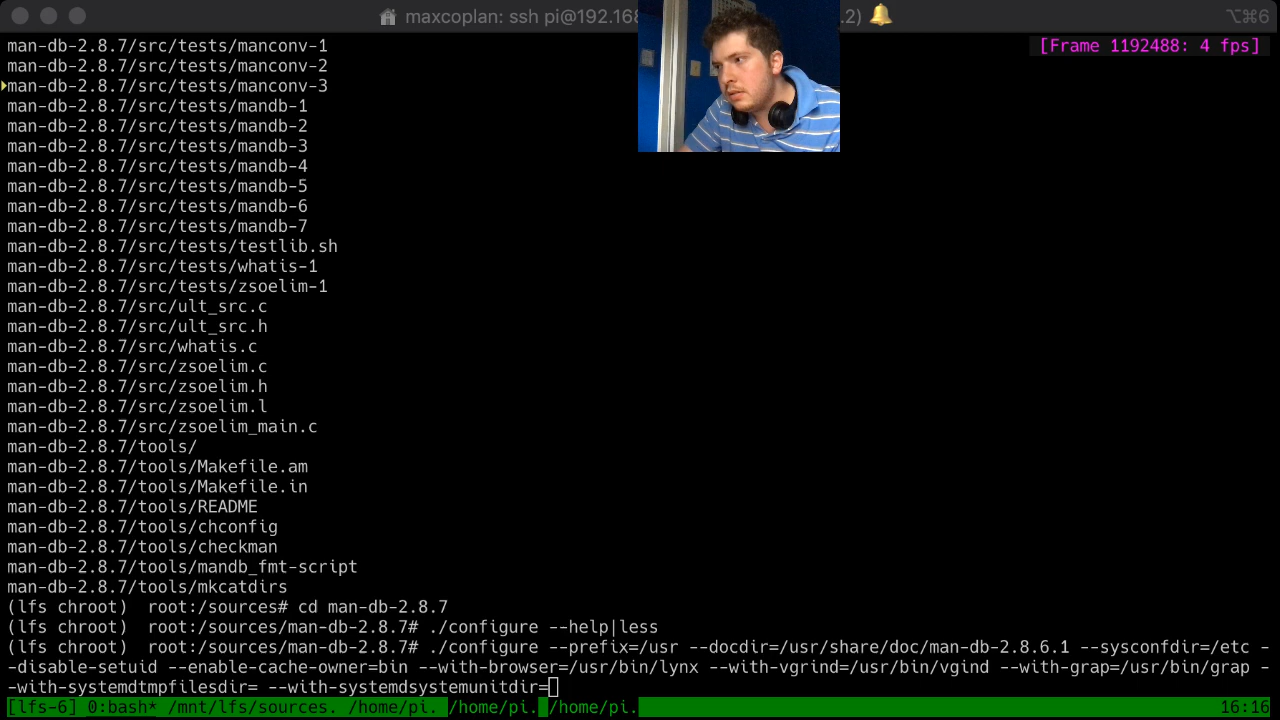 maxcoplan: ssh pi@192.168 .2) ⌥⌘6
[Frame 1192488: 4 fps]
man-db-2.8.7/src/tests/manconv-1
man-db-2.8.7/src/tests/manconv-2
man-db-2.8.7/src/tests/manconv-3
man-db-2.8.7/src/tests/mandb-1
man-db-2.8.7/src/tests/mandb-2
man-db-2.8.7/src/tests/mandb-3
man-db-2.8.7/src/tests/mandb-4
man-db-2.8.7/src/tests/mandb-5
man-db-2.8.7/src/tests/mandb-6
man-db-2.8.7/src/tests/mandb-7
man-db-2.8.7/src/tests/testlib.sh
man-db-2.8.7/src/tests/whatis-1
man-db-2.8.7/src/tests/zsoelim-1
man-db-2.8.7/src/ult_src.c
man-db-2.8.7/src/ult_src.h
man-db-2.8.7/src/whatis.c
man-db-2.8.7/src/zsoelim.c
man-db-2.8.7/src/zsoelim.h
man-db-2.8.7/src/zsoelim.l
man-db-2.8.7/src/zsoelim_main.c
man-db-2.8.7/tools/
man-db-2.8.7/tools/Makefile.am
man-db-2.8.7/tools/Makefile.in
man-db-2.8.7/tools/README
man-db-2.8.7/tools/chconfig
man-db-2.8.7/tools/checkman
man-db-2.8.7/tools/mandb_fmt-script
man-db-2.8.7/tools/mkcatdirs
(lfs chroot)  root:/sources# cd man-db-2.8.7
(lfs chroot)  root:/sources/man-db-2.8.7# ./configure --help|less
(lfs chroot)  root:/sources/man-db-2.8.7# ./configure --prefix=/usr --docdir=/usr/share/doc/man-db-2.8.6.1 --sysconfdir=/etc -
-disable-setuid --enable-cache-owner=bin --with-browser=/usr/bin/lynx --with-vgrind=/usr/bin/vgind --with-grap=/usr/bin/grap -
-with-systemdtmpfilesdir= --with-systemdsystemunitdir=
[lfs-6] 0:bash* /mnt/lfs/sources. /home/pi. /home/pi. /home/pi. 16:16